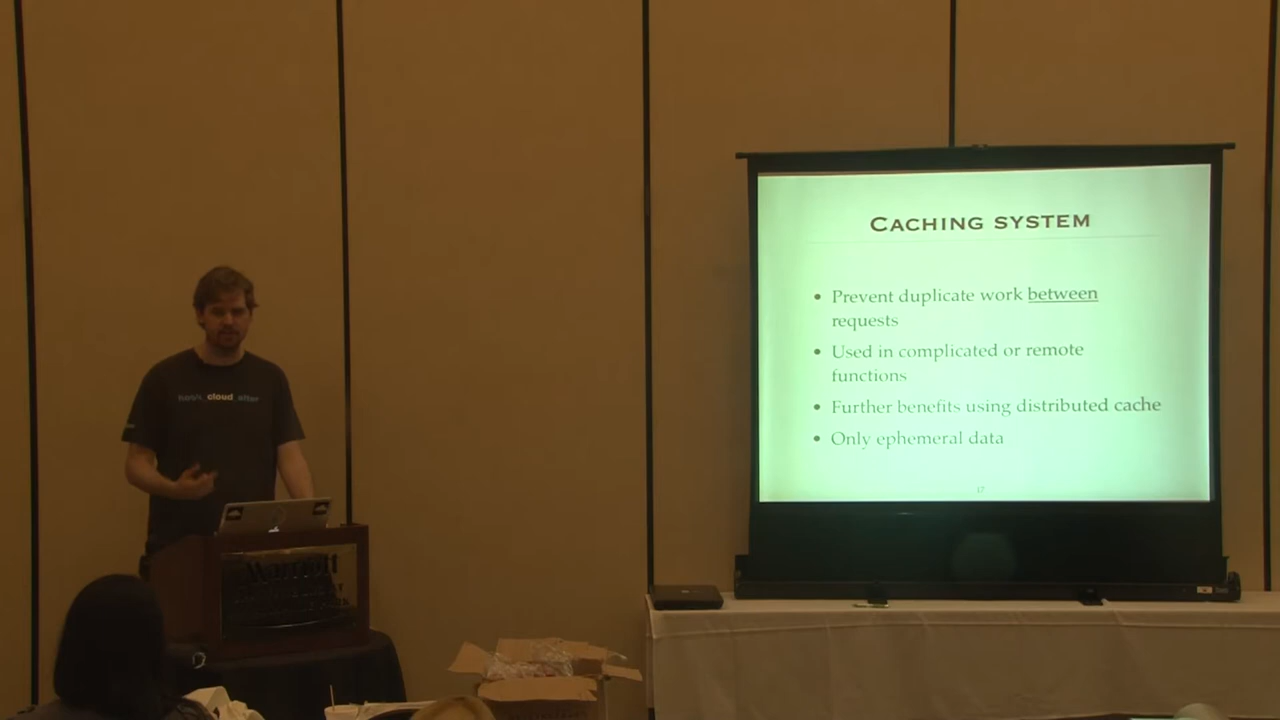 CACHING SYSTEM
• Prevent duplicate work between
requests
• Used in complicated or remote
functions
• Further benefits using distributed cache
• Only ephemeral data
17
cloud
Marriott